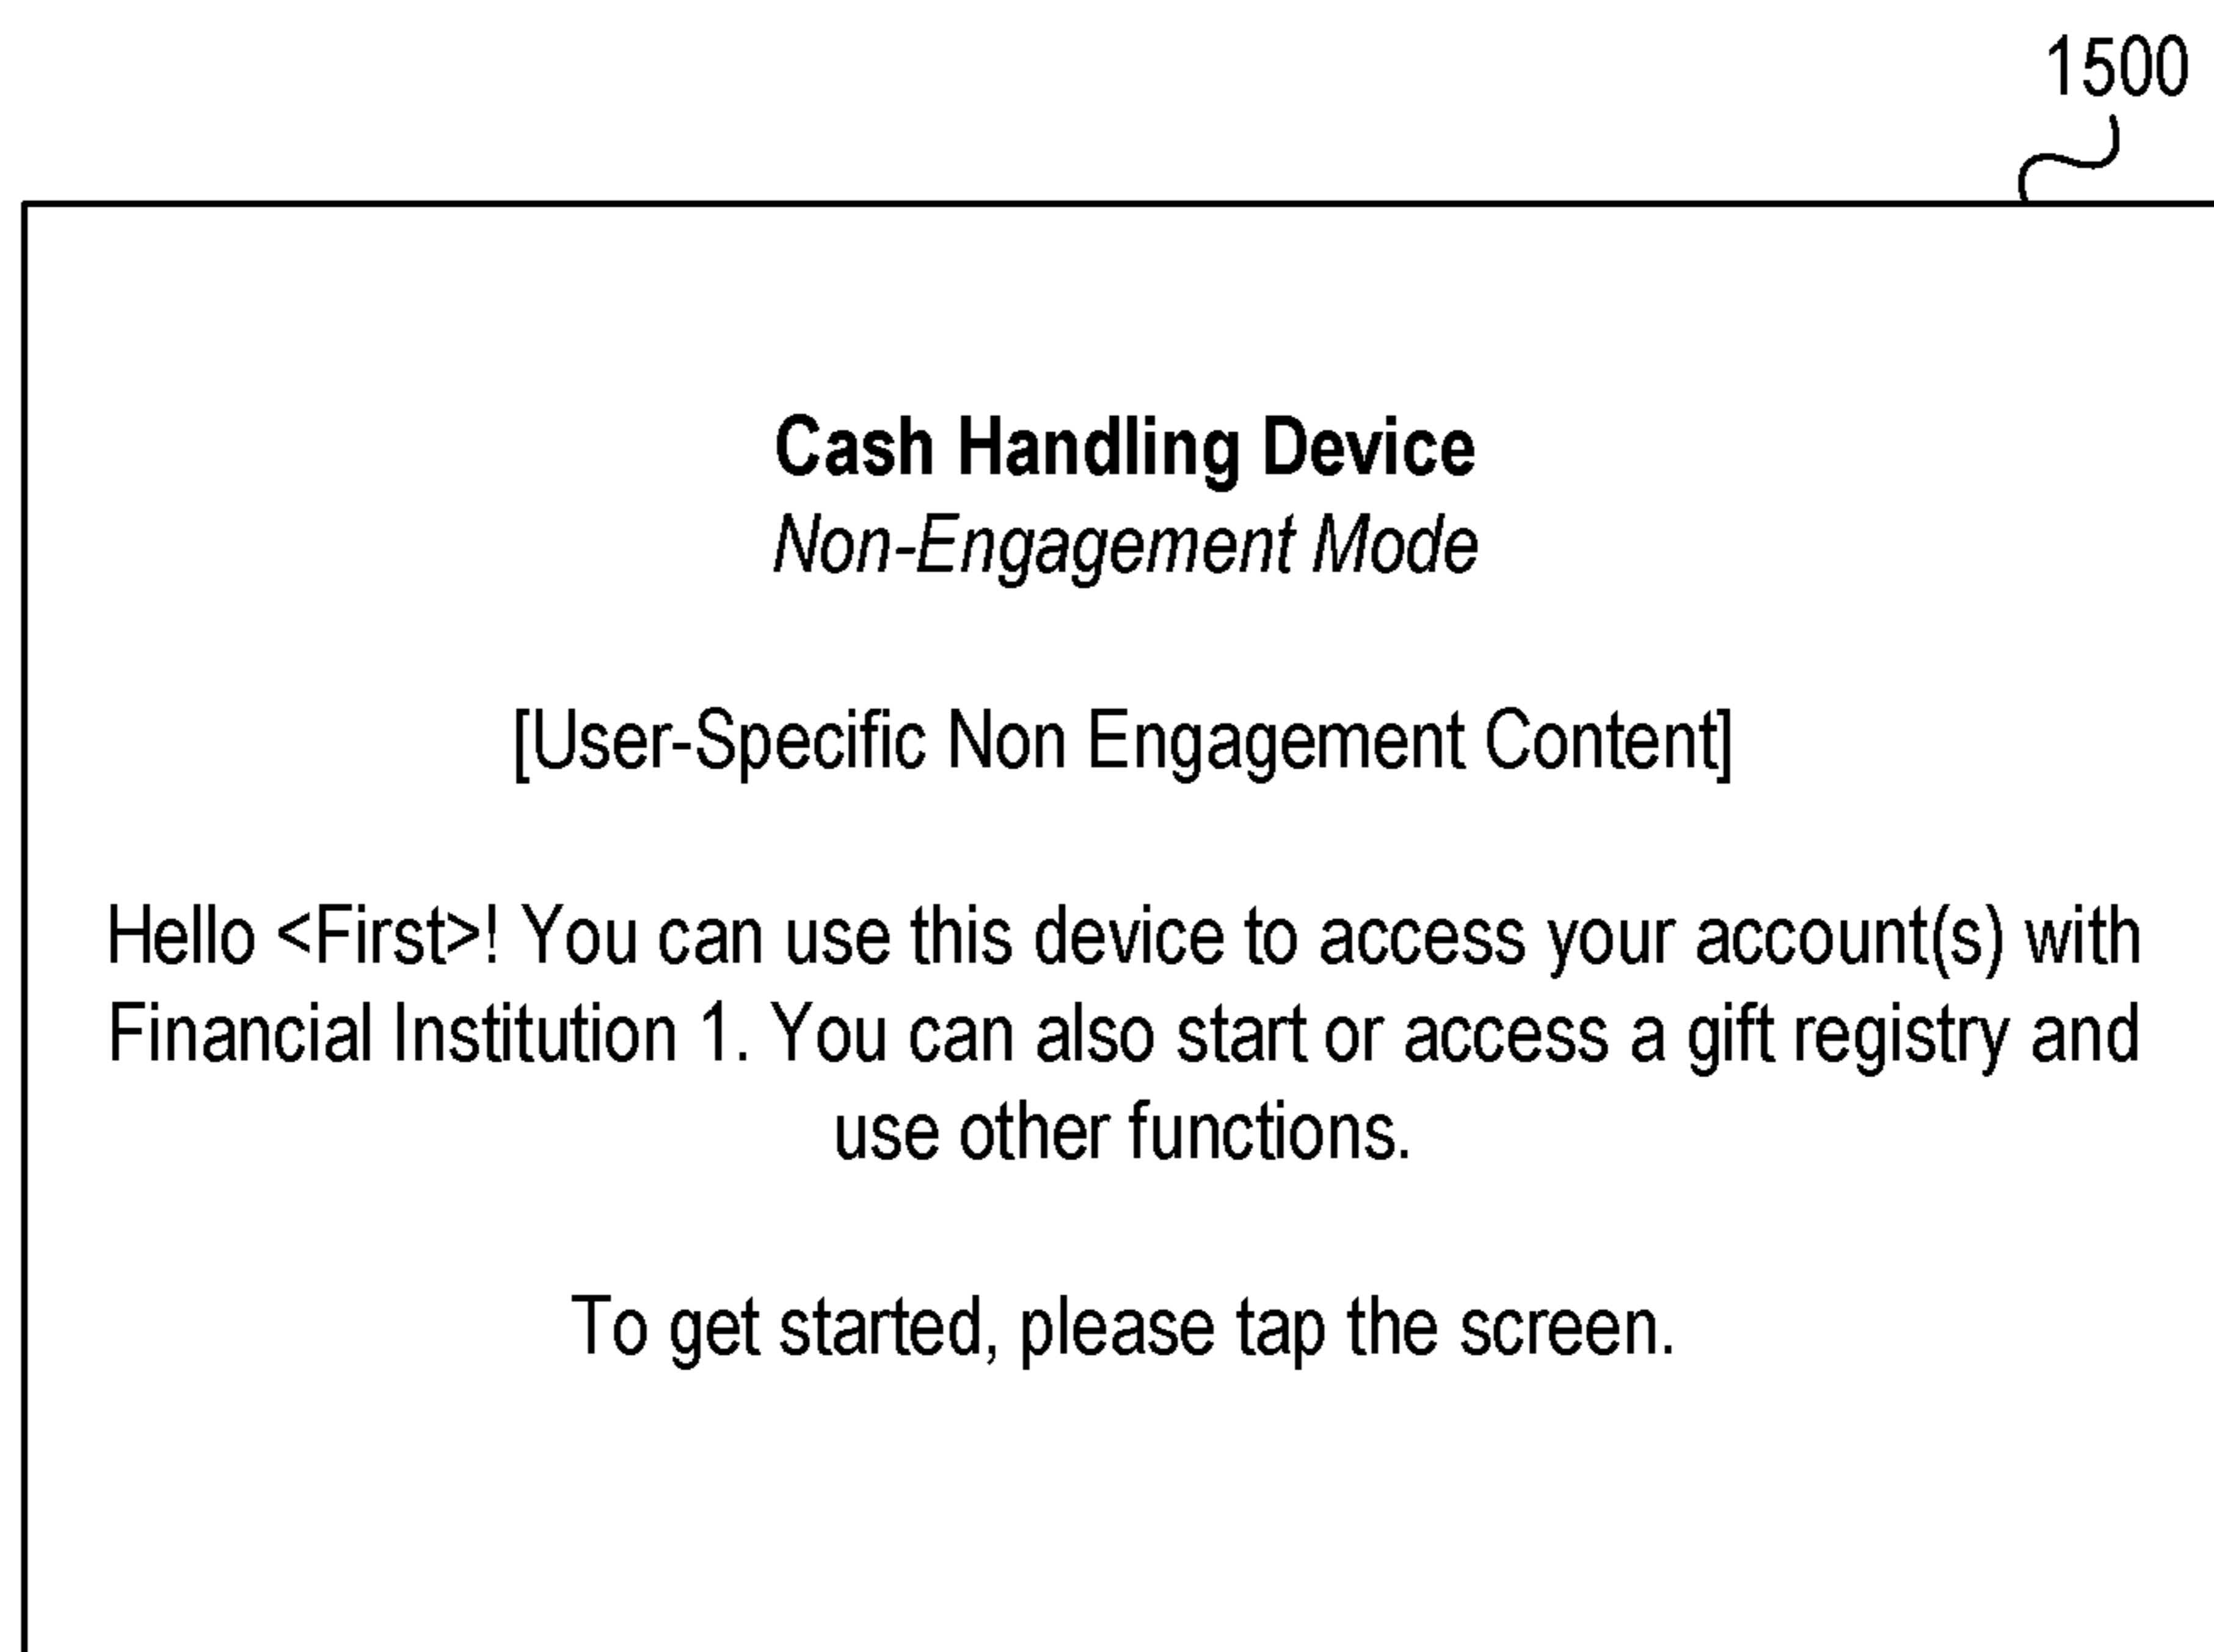 1500
Cash Handling Device
Non-Engagement Mode
[User-Specific Non Engagement Content]
Hello <First>! You can use this device to access your account(s) with
Financial Institution 1. You can also start or access a gift registry and
use other functions.
To get started, please tap the screen.